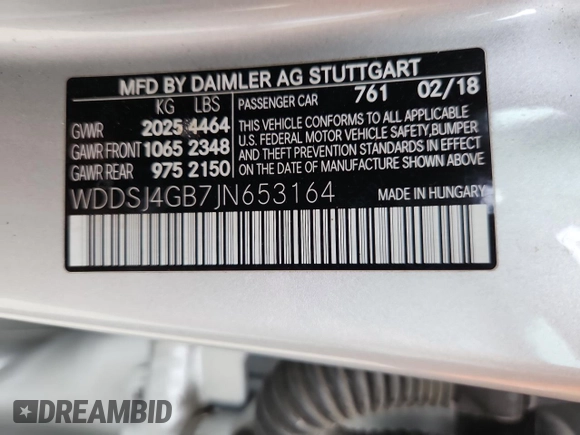 MFD BY DAIMLER AG STUTTGART
KG LBS PASSENGER CAR 761 02/18
GVWR 2025 4464
GAWR FRONT 1065 2348
GAWR REAR 975 2150
THIS VEHICLE CONFORMS TO ALL APPLICABLE
U.S. FEDERAL MOTOR VEHICLE SAFETY, BUMPER
AND THEFT PREVENTION STANDARDS IN
EFFECT ON THE DATE OF MANUFACTURE
SHOWN ABOVE
WDDSJ4GB7JN653164 MADE IN HUNGARY
DREAMBID